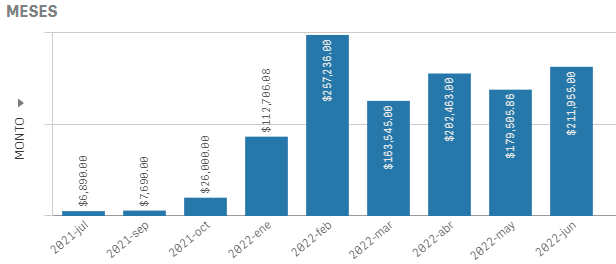 MESES
MONTO
$6,890.00
$7,690.00
$26,000.00
$112,706.08
$257,236.00
$163,545.00
$202,463.00
$179,505.86
$211,955.00
2021-jul
2021-sep
2021-oct
2022-ene
2022-feb
2022-mar
2022-abr
2022-may
2022-jun